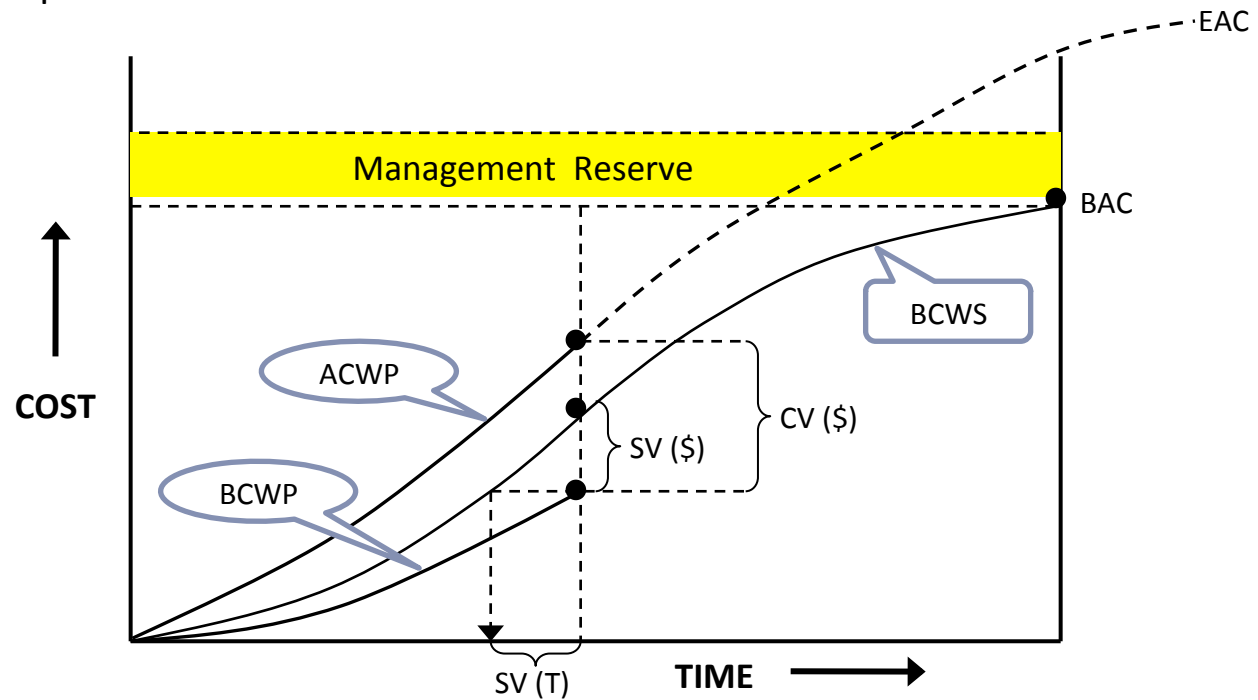 EAC
Management Reserve
BAC
BCWS
ACWP
COST
CV ($)
SV ($)
BCWP
SV (T)
TIME